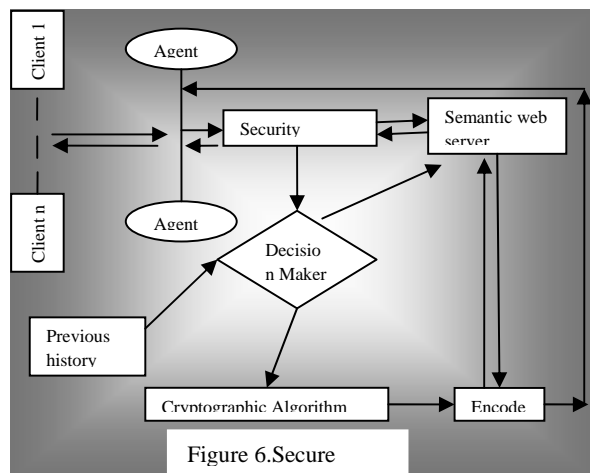 Client 1
Agent
Security
Semantic web
server
Client n
Agent
Decisio
n Maker
Previous
history
Cryptographic Algorithm
Encode
Figure 6.Secure